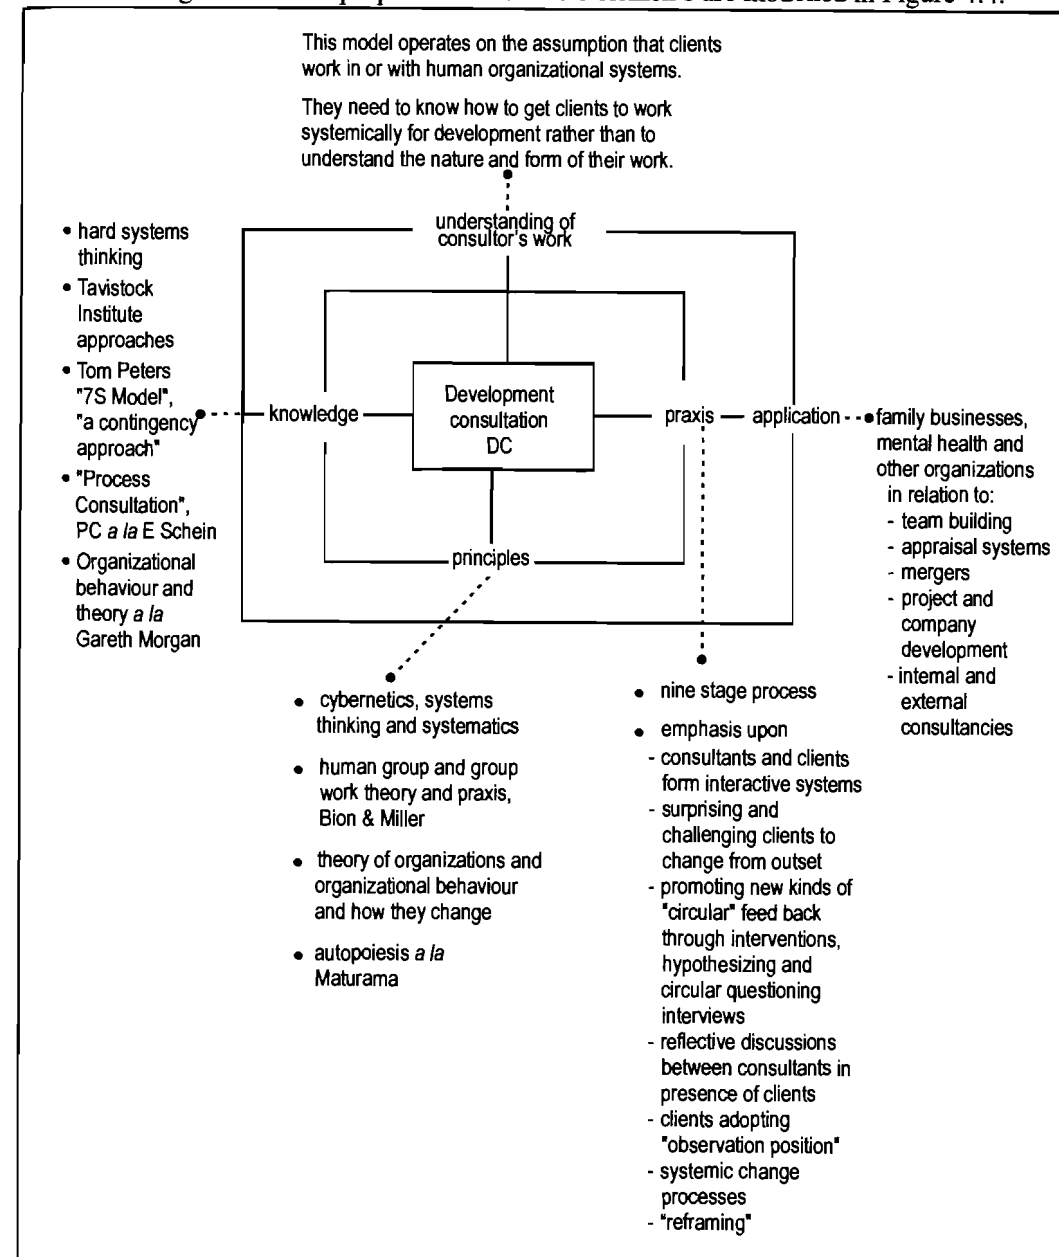 This model operates on the assumption that clients
work in or with human organizational systems.
They need to know how to get clients to work
systemically for development rather than to
understand the nature and form of their work.
understanding of
consultor's work
• hard systems
thinking
• Tavistock
Institute
approaches
• Tom Peters
"7S Model",
"a contingency
approach"
• "Process
Consultation",
PC a la E Schein
• Organizational
behaviour and
theory a la
Gareth Morgan
knowledge
Development
consultation
DC
praxis
application
principles
family businesses,
mental health and
other organizations
in relation to:
- team building
- appraisal systems
- mergers
- project and
company
development
- internal and
external
consultancies
• cybernetics, systems
thinking and systematics
• human group and group
work theory and praxis,
Bion & Miller
• theory of organizations and
organizational behaviour
and how they change
• autopoiesis a la
Maturama
• nine stage process
• emphasis upon
- consultants and clients
form interactive systems
- surprising and
challenging clients to
change from outset
- promoting new kinds of
"circular" feed back
through interventions,
hypothesizing and
circular questioning
interviews
- reflective discussions
between consultants in
presence of clients
- clients adopting
"observation position"
- systemic change
processes
- "reframing"